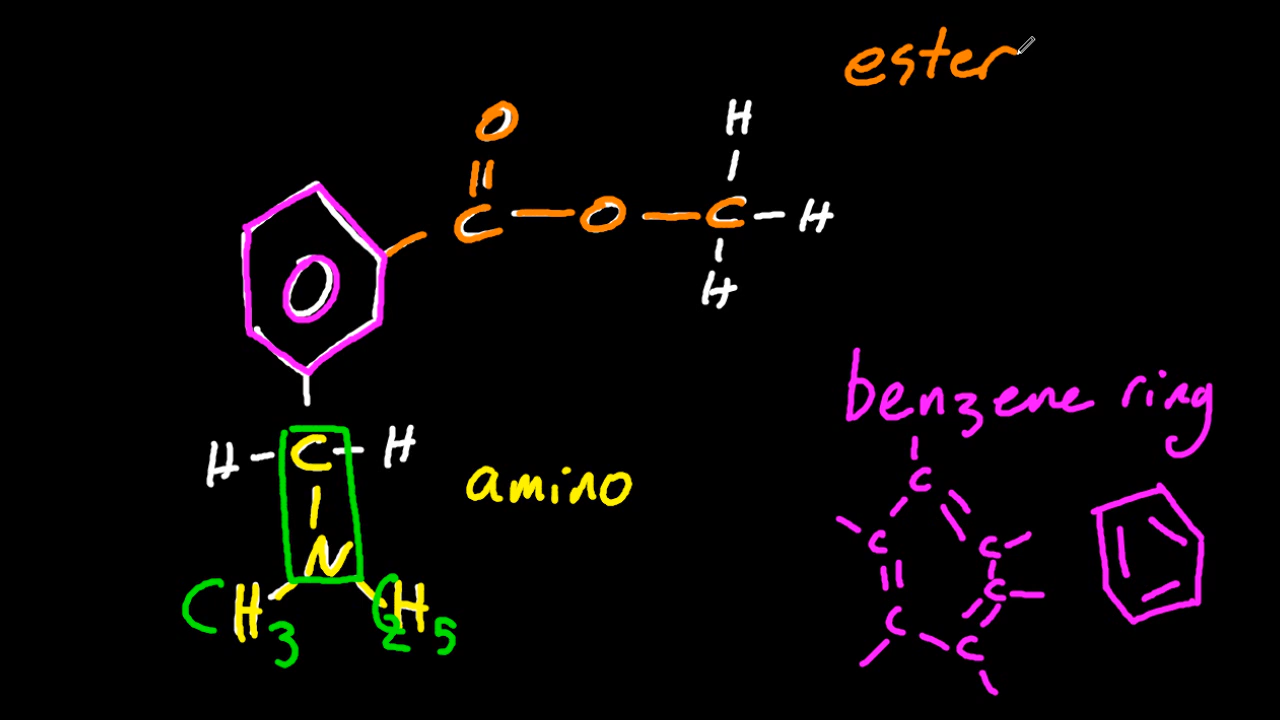 ester
O
H
C O C H
H
O
benzene ring
H C H
amino
C
C C
N
C
CH3 C2H5
C
C